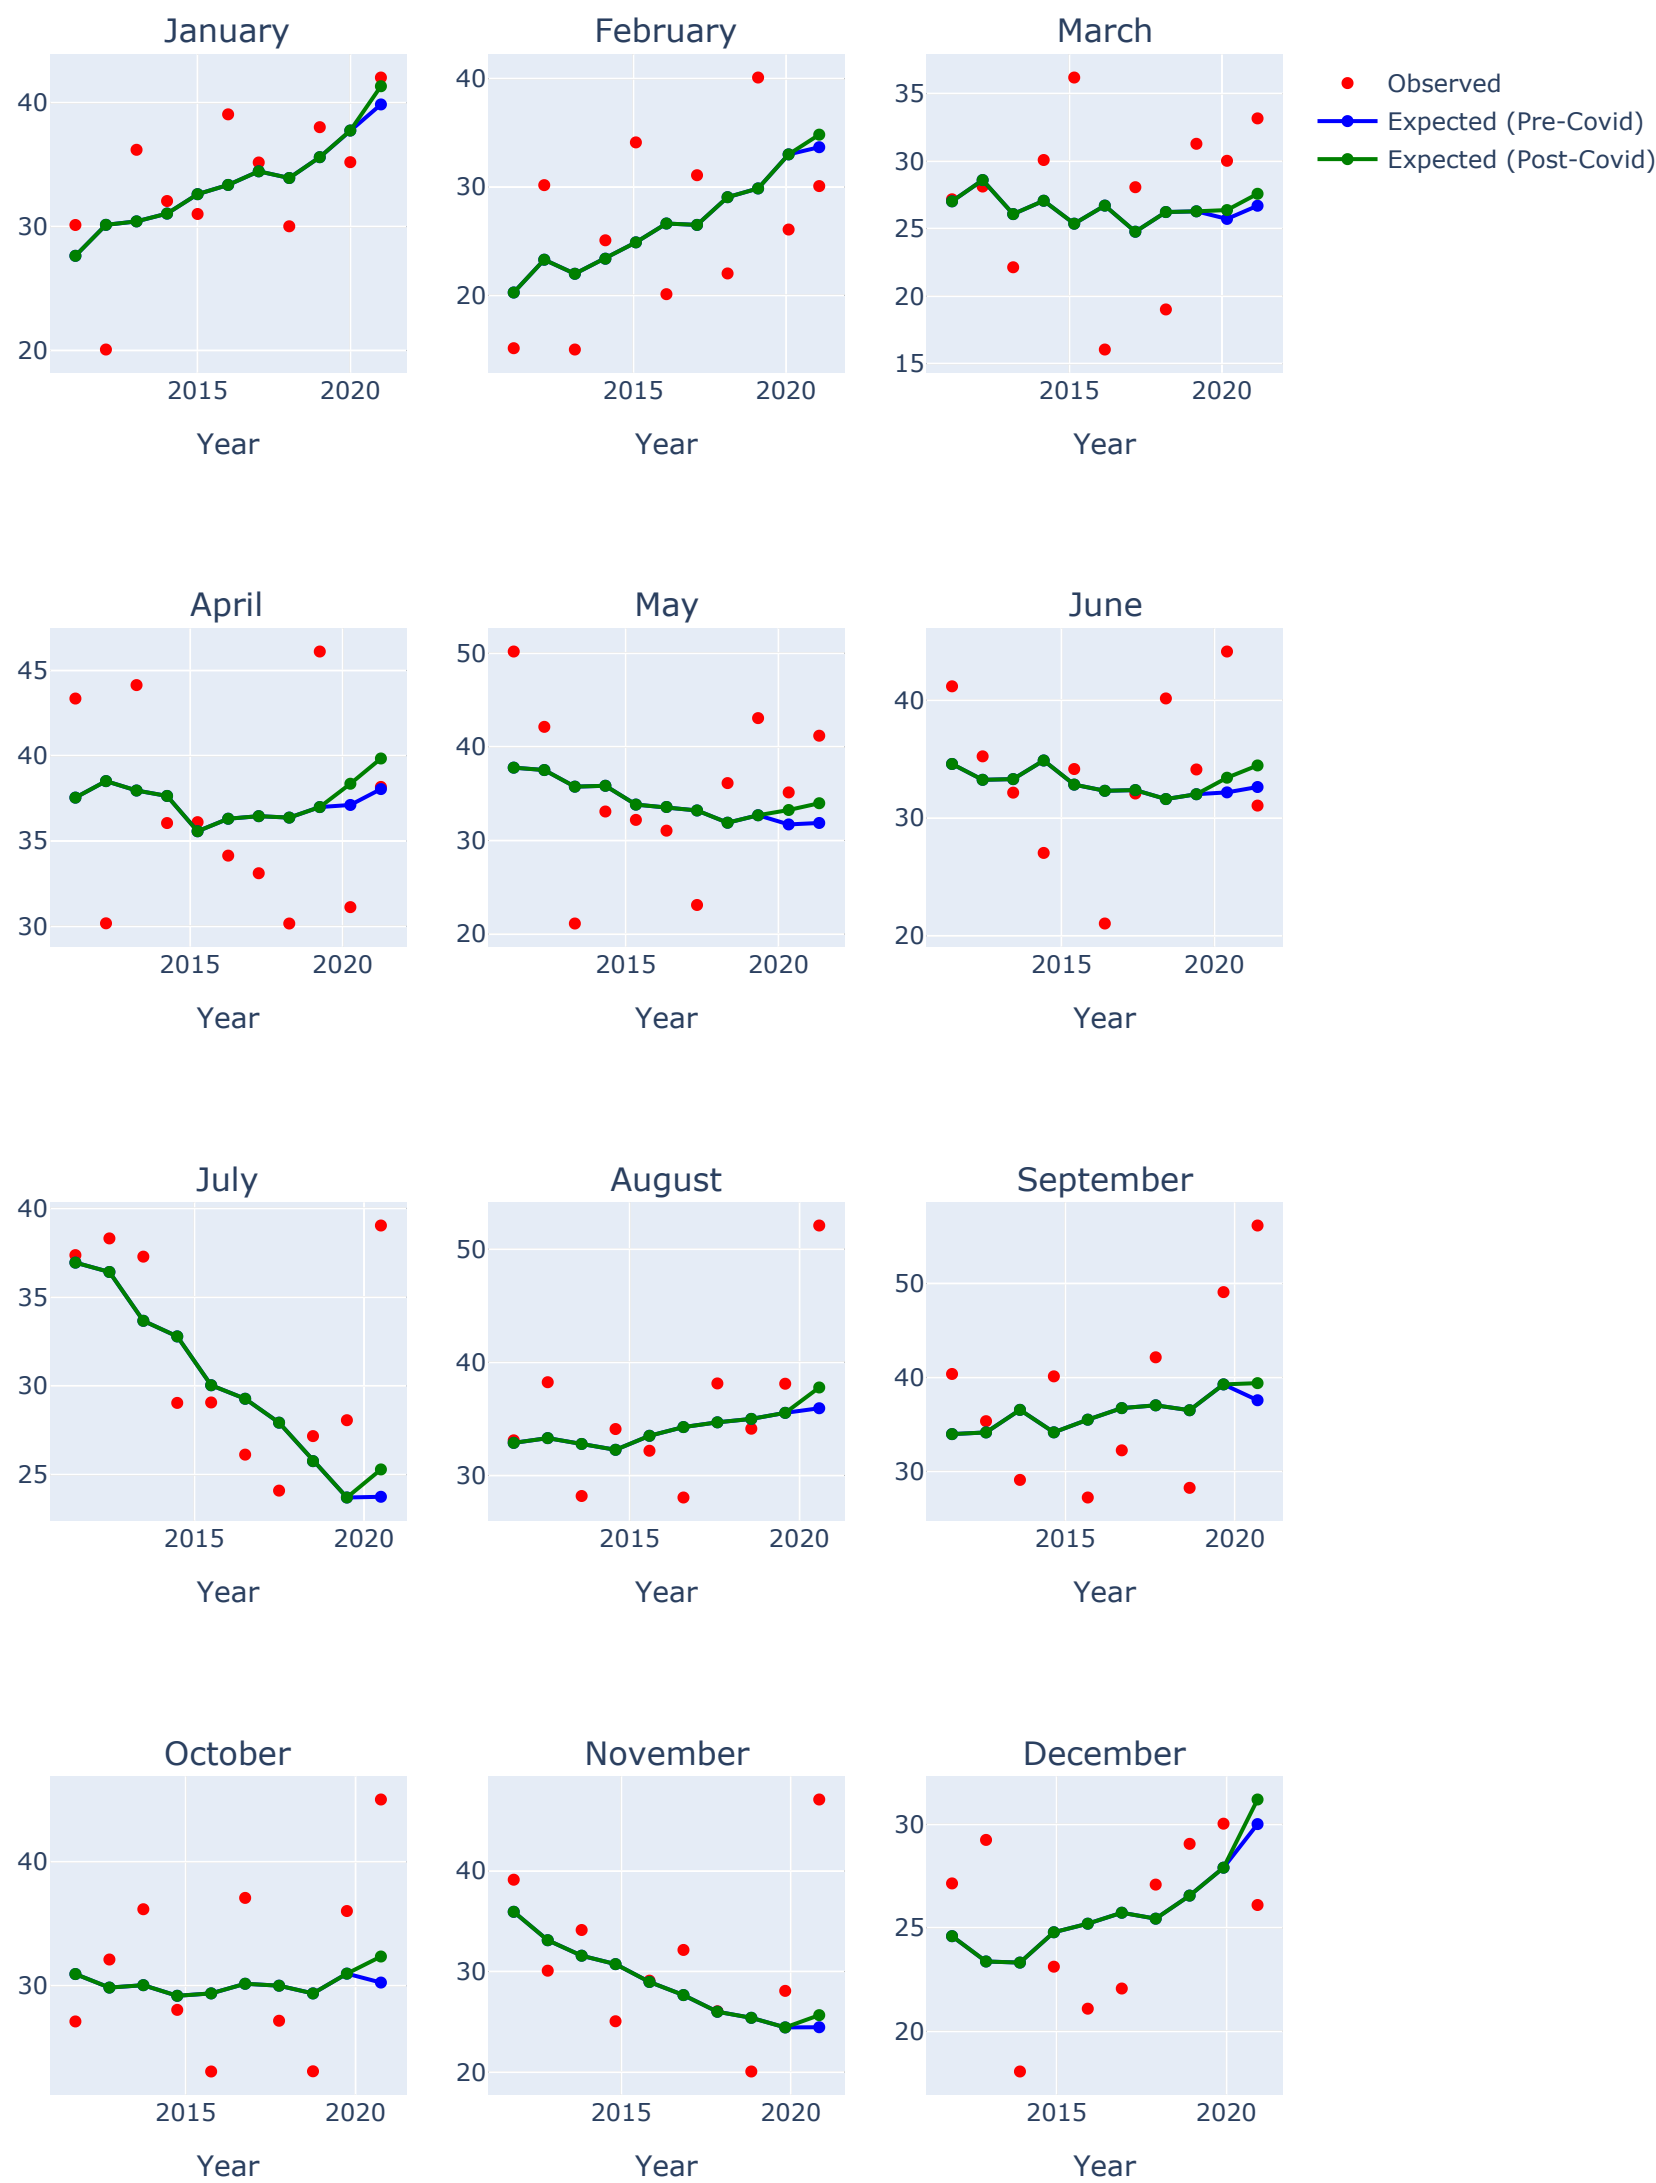 January
February
March
40
30
20
2015
2020
Year
40
30
20
2015
2020
Year
35
30
25
20
15
2015
2020
Year
Observed
Expected (Pre-Covid)
Expected (Post-Covid)
April
May
June
45
40
35
30
2015
2020
Year
50
40
30
20
2015
2020
Year
40
30
20
2015
2020
Year
July
August
September
40
35
30
25
2015
2020
Year
50
40
30
2015
2020
Year
50
40
30
2015
2020
Year
October
November
December
40
30
2015
2020
Year
40
30
20
2015
2020
Year
30
25
20
2015
2020
Year